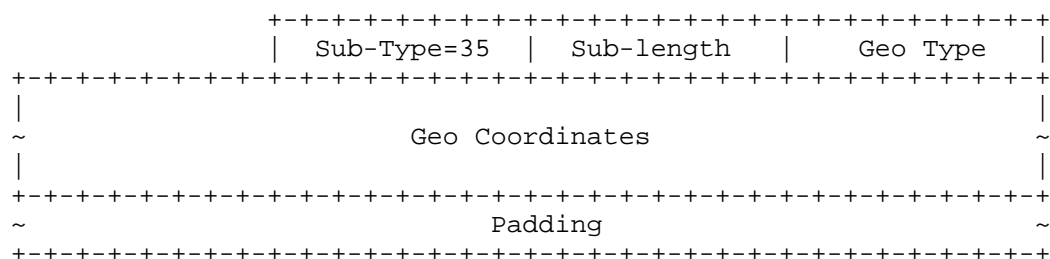 +-+-+-+-+-+-+-+-+-+-+-+-+-+-+-+-+-+-+-+-+-+-+-+-+
                |  Sub-Type=35  |  Sub-length   |    Geo Type   |
+-+-+-+-+-+-+-+-+-+-+-+-+-+-+-+-+-+-+-+-+-+-+-+-+-+-+-+-+-+-+-+-+
|                                                               |
~                        Geo Coordinates                        ~
|                                                               |
+-+-+-+-+-+-+-+-+-+-+-+-+-+-+-+-+-+-+-+-+-+-+-+-+-+-+-+-+-+-+-+-+
~                             Padding                           ~
+-+-+-+-+-+-+-+-+-+-+-+-+-+-+-+-+-+-+-+-+-+-+-+-+-+-+-+-+-+-+-+-+